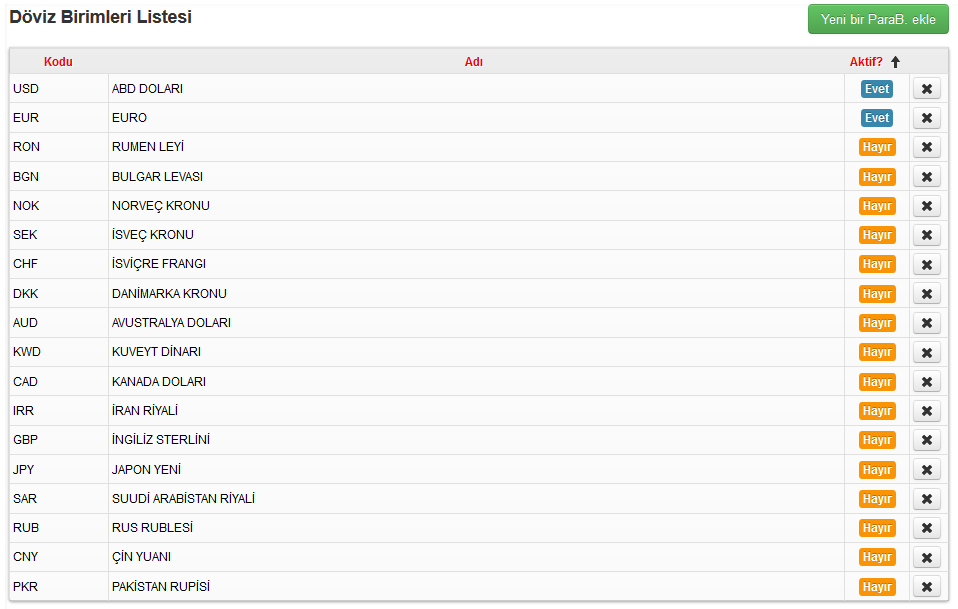 Döviz Birimleri Listesi
Yeni bir ParaB. ekle
Kodu Adı Aktif?
USD ABD DOLARI Evet
EUR EURO Evet
RON RUMEN LEYİ Hayır
BGN BULGAR LEVASI Hayır
NOK NORVEÇ KRONU Hayır
SEK İSVEÇ KRONU Hayır
CHF İSVİÇRE FRANGI Hayır
DKK DANİMARKA KRONU Hayır
AUD AVUSTRALYA DOLARI Hayır
KWD KUVEYT DİNARI Hayır
CAD KANADA DOLARI Hayır
IRR İRAN RİYALİ Hayır
GBP İNGİLİZ STERLİNİ Hayır
JPY JAPON YENİ Hayır
SAR SUUDİ ARABİSTAN RİYALİ Hayır
RUB RUS RUBLESİ Hayır
CNY ÇİN YUANI Hayır
PKR PAKİSTAN RUPİSİ Hayır